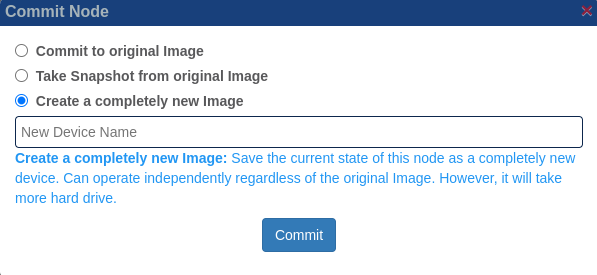 Commit Node
Commit to original Image
Take Snapshot from original Image
Create a completely new Image
New Device Name
Create a completely new Image: Save the current state of this node as a completely new
device. Can operate independently regardless of the original Image. However, it will take
more hard drive.
Commit